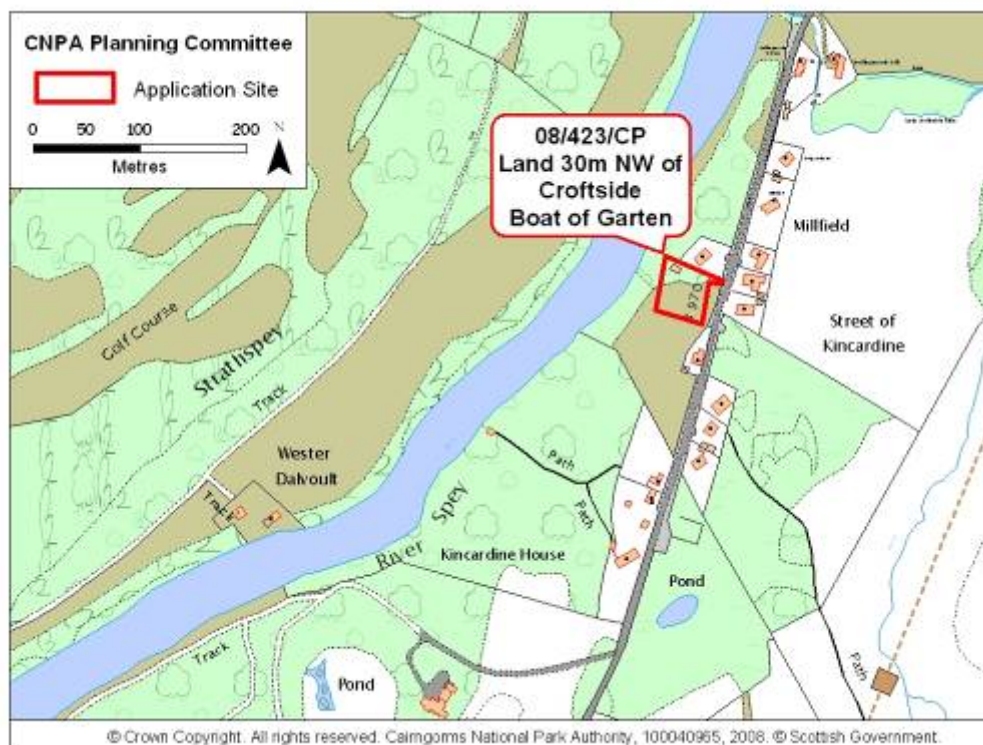 CNPA Planning Committee
Application Site
0 50 100 200
Metres
N
08/423/CP
Land 30m NW of
Croftside
Boat of Garten
Millfield
Street of
Kincardine
Golf Course
Strathspey
Track
Wester
Dalvoult
Track
River Spey
Path
Path
Kincardine House
Pond
Track
Pond
Path
B 970
© Crown Copyright. All rights reserved. Cairngorms National Park Authority, 100040965, 2008. © Scottish Government.